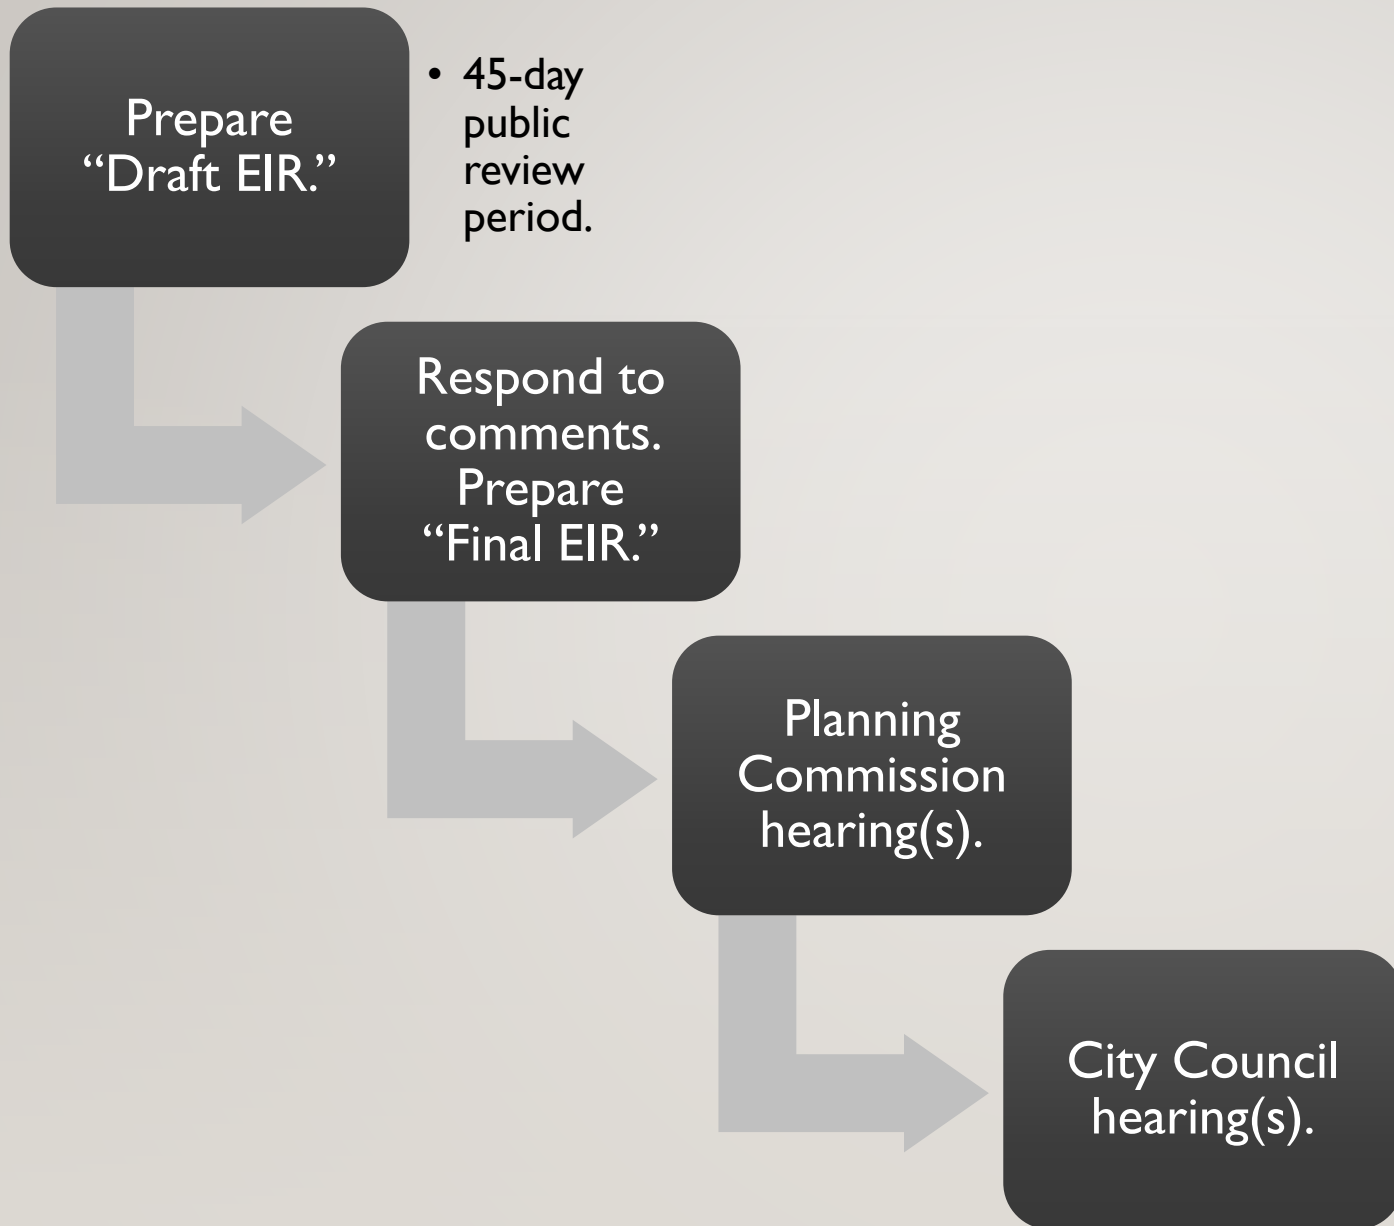 Prepare
“Draft EIR.”
• 45-day
public
review
period.
Respond to
comments.
Prepare
“Final EIR.”
Planning
Commission
hearing(s).
City Council
hearing(s).